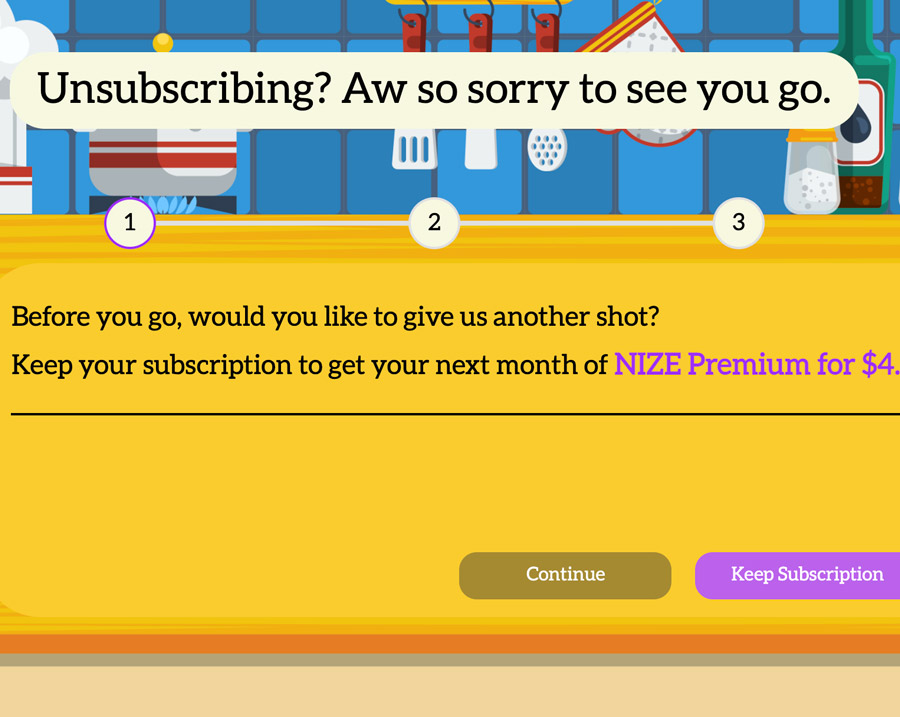 Unsubscribing? Aw so sorry to see you go.
1
2
3
Before you go, would you like to give us another shot?
Keep your subscription to get your next month of NIZE Premium for $4.
Continue
Keep Subscription